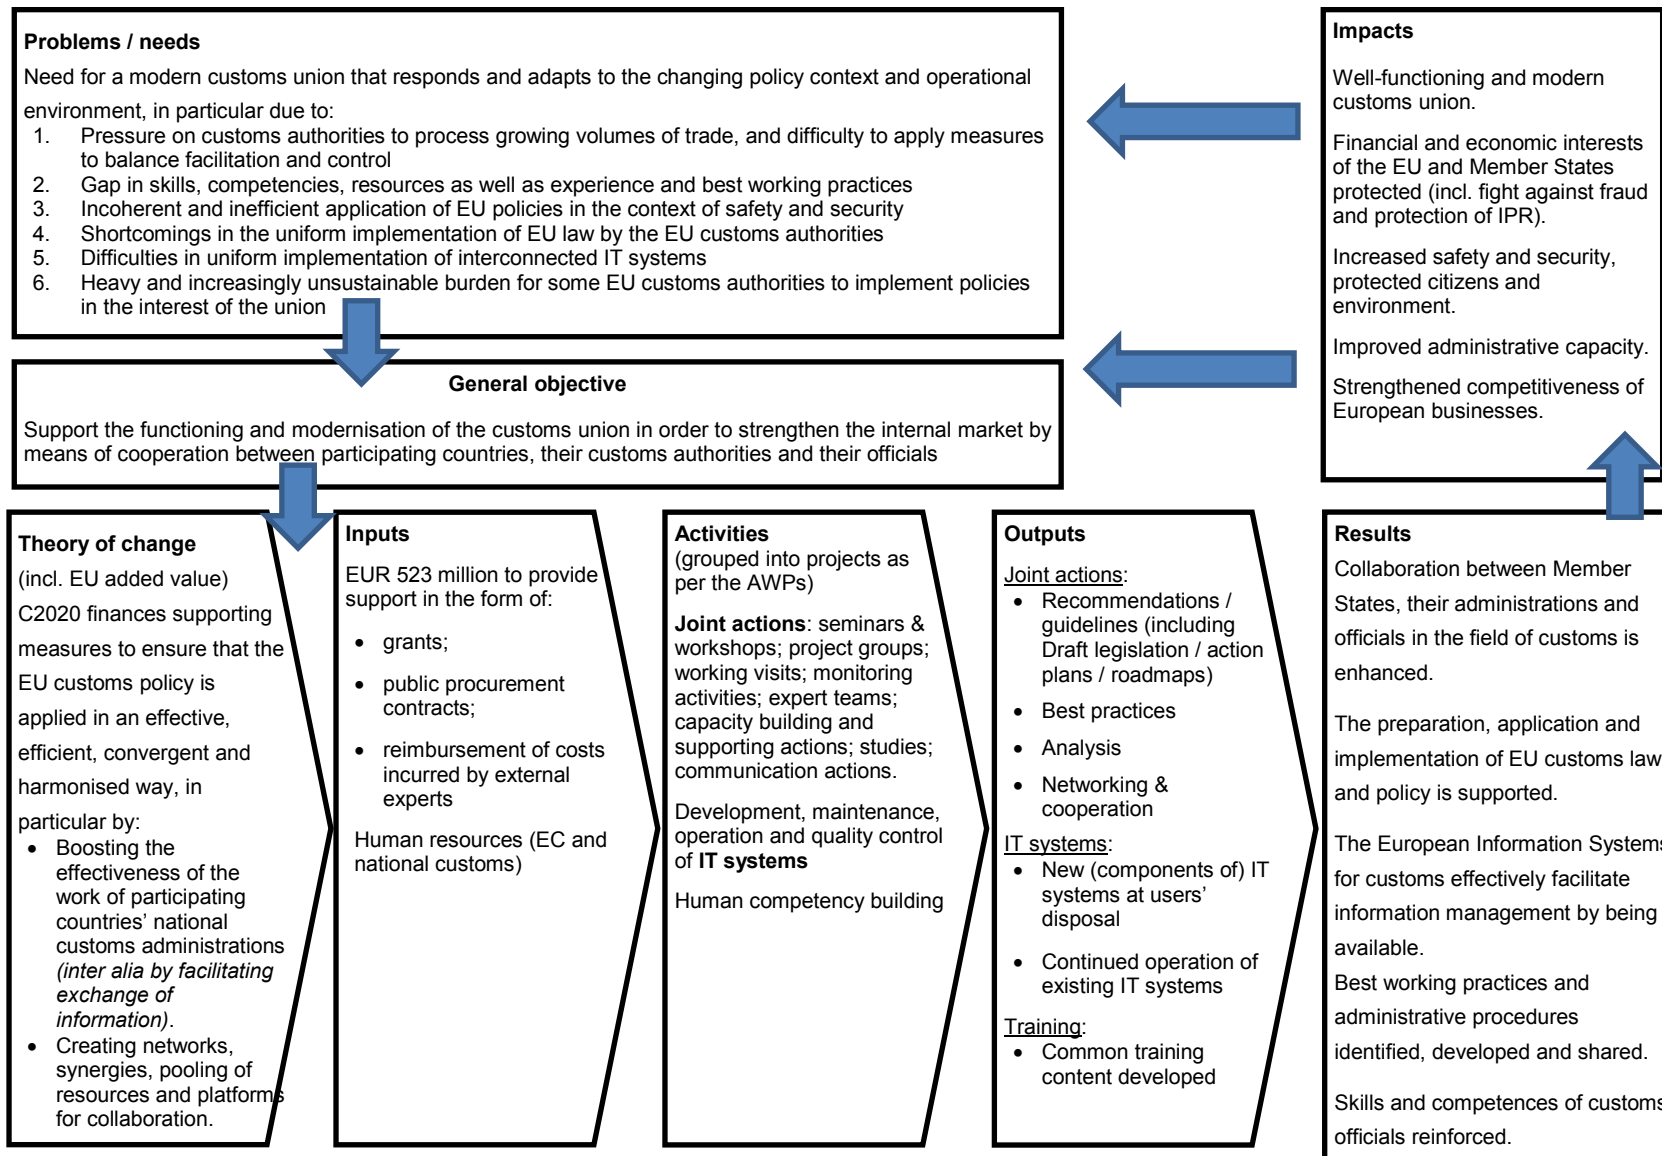 Problems / needs
Need for a modern customs union that responds and adapts to the changing policy context and operational
environment, in particular due to:
1. Pressure on customs authorities to process growing volumes of trade, and difficulty to apply measures
to balance facilitation and control
2. Gap in skills, competencies, resources as well as experience and best working practices
3. Incoherent and inefficient application of EU policies in the context of safety and security
4. Shortcomings in the uniform implementation of EU law by the EU customs authorities
5. Difficulties in uniform implementation of interconnected IT systems
6. Heavy and increasingly unsustainable burden for some EU customs authorities to implement policies
in the interest of the union
General objective
Support the functioning and modernisation of the customs union in order to strengthen the internal market by
means of cooperation between participating countries, their customs authorities and their officials
Impacts
Well-functioning and modern
customs union.
Financial and economic interests
of the EU and Member States
protected (incl. fight against fraud
and protection of IPR).
Increased safety and security,
protected citizens and
environment.
Improved administrative capacity.
Strengthened competitiveness of
European businesses.
Theory of change
(incl. EU added value)
C2020 finances supporting
measures to ensure that the
EU customs policy is
applied in an effective,
efficient, convergent and
harmonised way, in
particular by:
• Boosting the
effectiveness of the
work of participating
countries' national
customs administrations
(inter alia by facilitating
exchange of
information).
• Creating networks,
synergies, pooling of
resources and platforms
for collaboration.
Inputs
EUR 523 million to provide
support in the form of:
• grants;
• public procurement
contracts;
• reimbursement of costs
incurred by external
experts
Human resources (EC and
national customs)
Activities
(grouped into projects as
per the AWPs)
Joint actions: seminars &
workshops; project groups;
working visits; monitoring
activities; expert teams;
capacity building and
supporting actions; studies;
communication actions.
Development, maintenance,
operation and quality control
of IT systems
Human competency building
Outputs
Joint actions:
• Recommendations /
guidelines (including
Draft legislation / action
plans / roadmaps)
• Best practices
• Analysis
• Networking &
cooperation
IT systems:
• New (components of) IT
systems at users'
disposal
• Continued operation of
existing IT systems
Training:
• Common training
content developed
Results
Collaboration between Member
States, their administrations and
officials in the field of customs is
enhanced.
The preparation, application and
implementation of EU customs law
and policy is supported.
The European Information Systems
for customs effectively facilitate
information management by being
available.
Best working practices and
administrative procedures
identified, developed and shared.
Skills and competences of customs
officials reinforced.